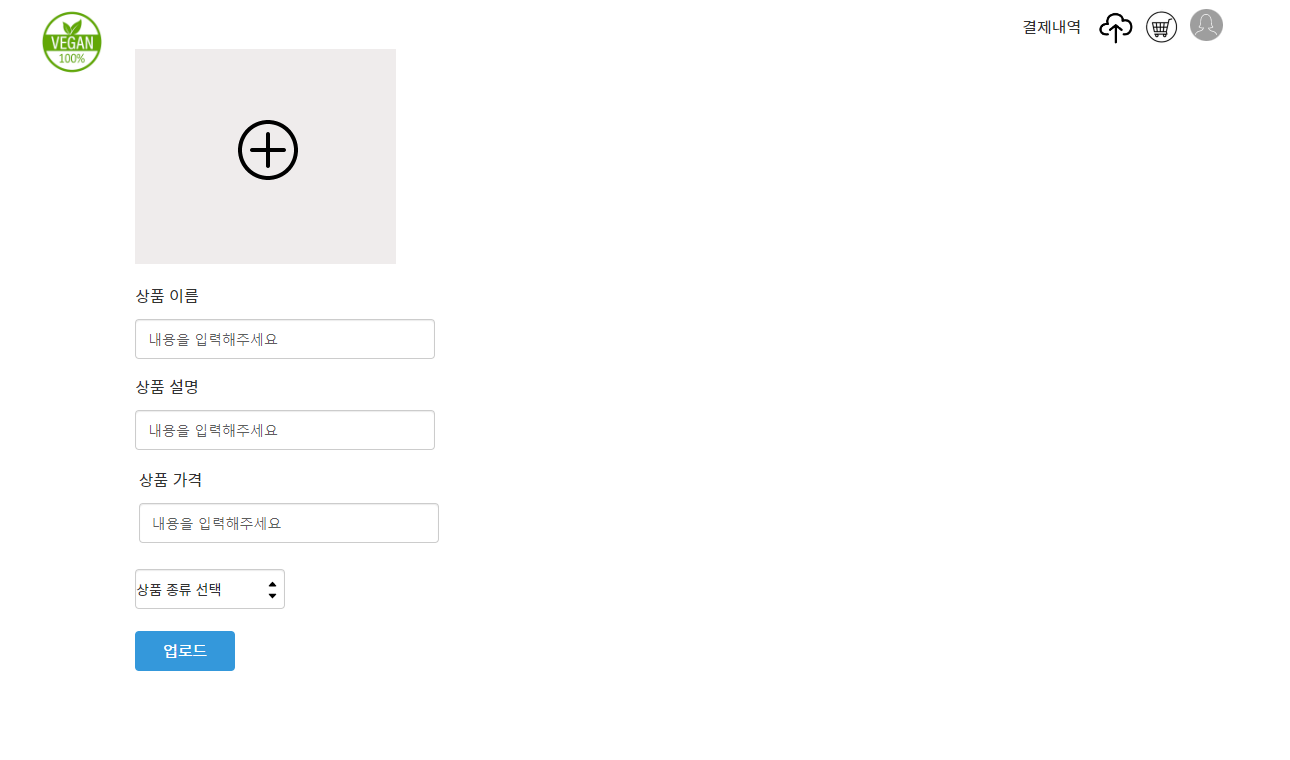 VEGAN
100%
결제내역
상품 이름
내용을 입력해주세요
상품 설명
내용을 입력해주세요
상품 가격
내용을 입력해주세요
상품 종류 선택
업로드